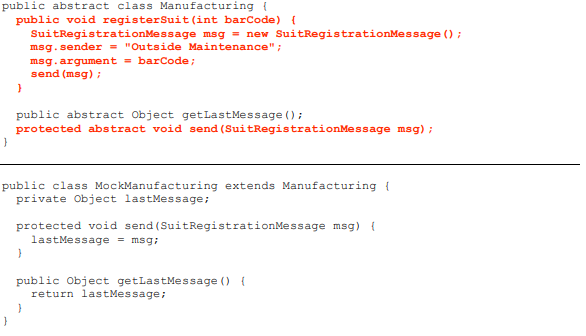 public abstract class Manufacturing {
  public void registerSuit(int barCode) {
    SuitRegistrationMessage msg = new SuitRegistrationMessage();
    msg.sender = "Outside Maintenance";
    msg.argument = barCode;
    send(msg);
  }

  public abstract Object getLastMessage();
  protected abstract void send(SuitRegistrationMessage msg);
}

public class MockManufacturing extends Manufacturing {
  private Object lastMessage;

  protected void send(SuitRegistrationMessage msg) {
    lastMessage = msg;
  }

  public Object getLastMessage() {
    return lastMessage;
  }
}